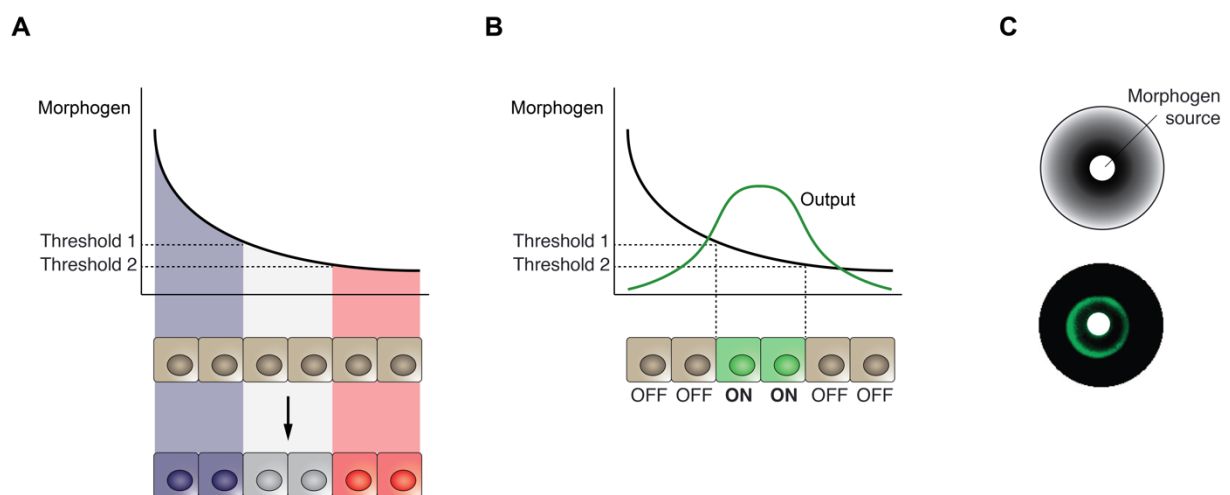 A
B
C
Morphogen
Threshold 1
Threshold 2
Morphogen
Output
Threshold 1
Threshold 2
OFF OFF ON ON OFF OFF
Morphogen
source